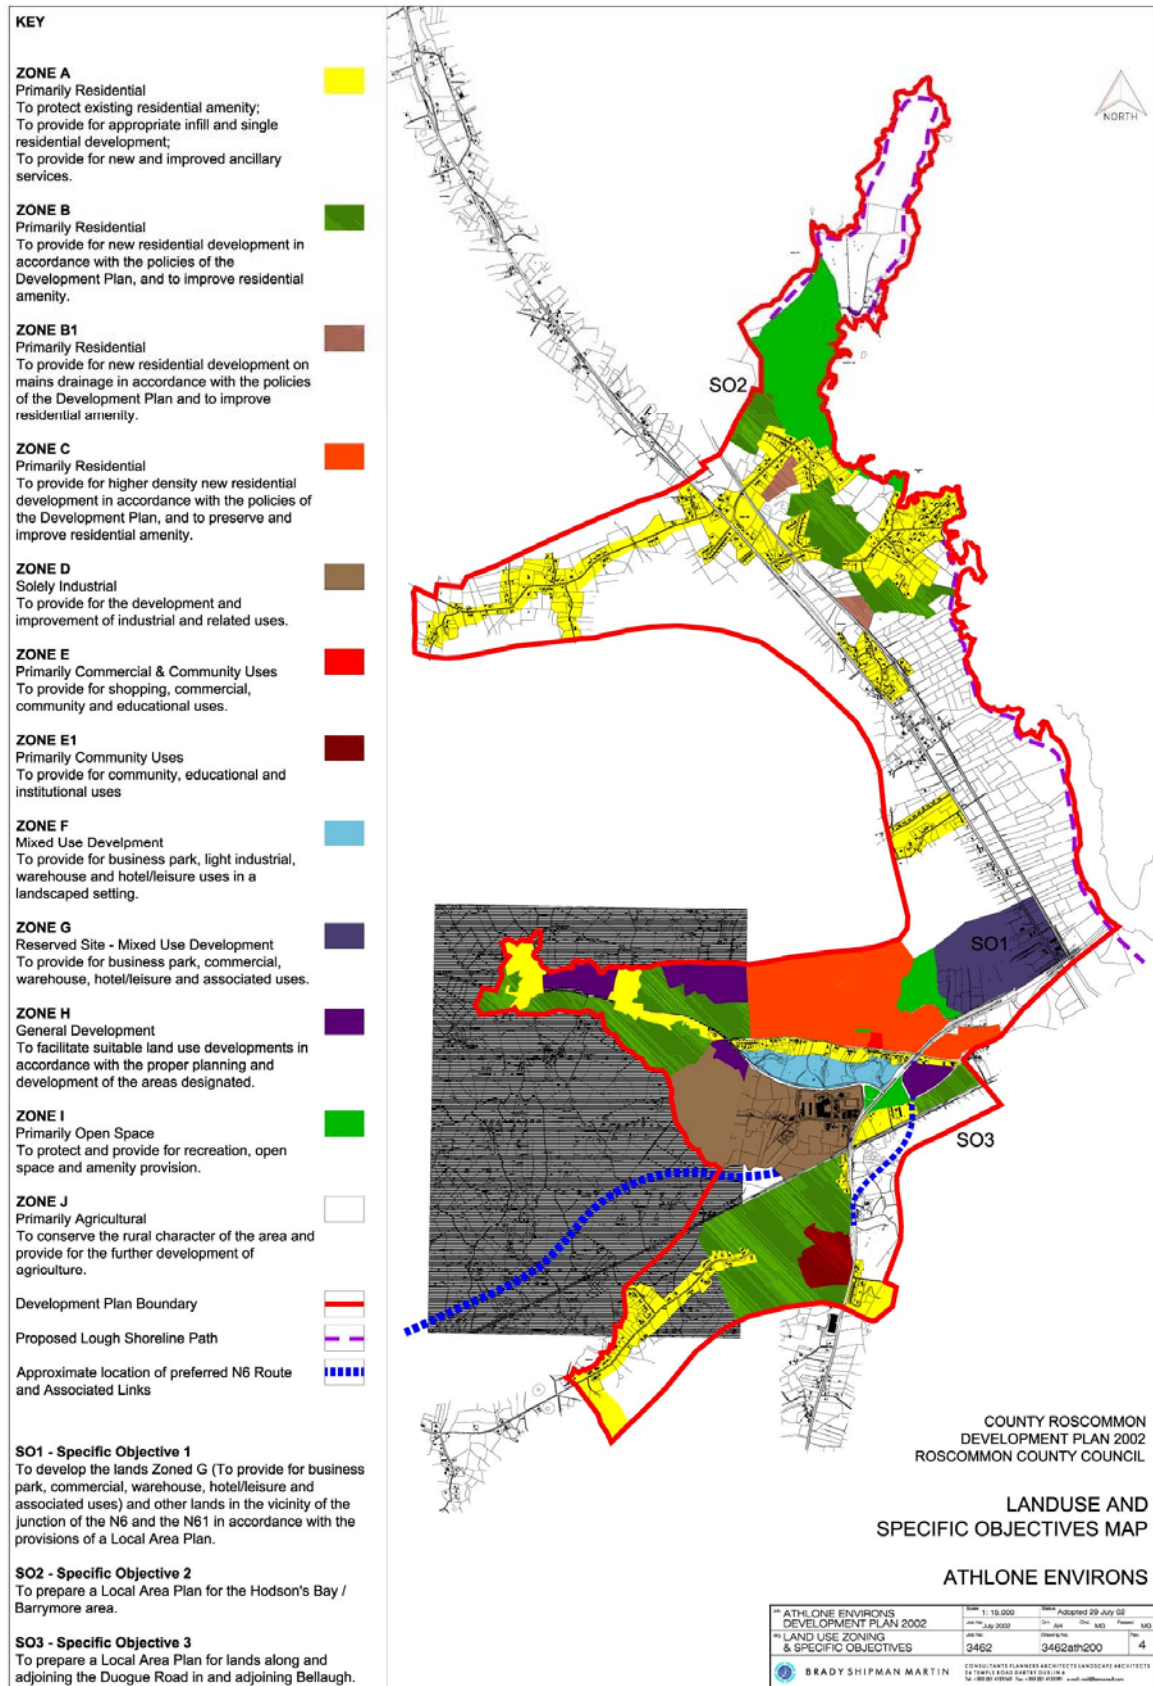 KEY
ZONE A
Primarily Residential
To protect existing residential amenity;
To provide for appropriate infill and single
residential development;
To provide for new and improved ancillary
services.
ZONE B
Primarily Residential
To provide for new residential development in
accordance with the policies of the
Development Plan, and to improve residential
amenity.
ZONE B1
Primarily Residential
To provide for new residential development on
mains drainage in accordance with the policies
of the Development Plan and to improve
residential amenity.
ZONE C
Primarily Residential
To provide for higher density new residential
development in accordance with the policies of
the Development Plan, and to preserve and
improve residential amenity.
ZONE D
Solely Industrial
To provide for the development and
improvement of industrial and related uses.
ZONE E
Primarily Commercial & Community Uses
To provide for shopping, commercial,
community and educational uses.
ZONE E1
Primarily Community Uses
To provide for community, educational and
institutional uses
ZONE F
Mixed Use Develpment
To provide for business park, light industrial,
warehouse and hotel/leisure uses in a
landscaped setting.
ZONE G
Reserved Site - Mixed Use Development
To provide for business park, commercial,
warehouse, hotel/leisure and associated uses.
ZONE H
General Development
To facilitate suitable land use developments in
accordance with the proper planning and
development of the areas designated.
ZONE I
Primarily Open Space
To protect and provide for recreation, open
space and amenity provision.
ZONE J
Primarily Agricultural
To conserve the rural character of the area and
provide for the further development of
agriculture.
Development Plan Boundary
Proposed Lough Shoreline Path
Approximate location of preferred N6 Route
and Associated Links
SO1 - Specific Objective 1
To develop the lands Zoned G (To provide for business
park, commercial, warehouse, hotel/leisure and
associated uses) and other lands in the vicinity of the
junction of the N6 and the N61 in accordance with the
provisions of a Local Area Plan.
SO2 - Specific Objective 2
To prepare a Local Area Plan for the Hodson's Bay /
Barrymore area.
SO3 - Specific Objective 3
To prepare a Local Area Plan for lands along and
adjoining the Duogue Road in and adjoining Bellaugh.
NORTH
SO2
SO1
SO3
COUNTY ROSCOMMON
DEVELOPMENT PLAN 2002
ROSCOMMON COUNTY COUNCIL
LANDUSE AND
SPECIFIC OBJECTIVES MAP
ATHLONE ENVIRONS
ATHLONE ENVIRONS
DEVELOPMENT PLAN 2002
Scale 1: 15,000
Status Adopted 29 July 02
July 2002
AH
MG
MG
LAND USE ZONING
& SPECIFIC OBJECTIVES
3462
3462ath200
4
BRADY SHIPMAN MARTIN
CONSULTANTS PLANNERS ARCHITECTS LANDSCAPE ARCHITECTS